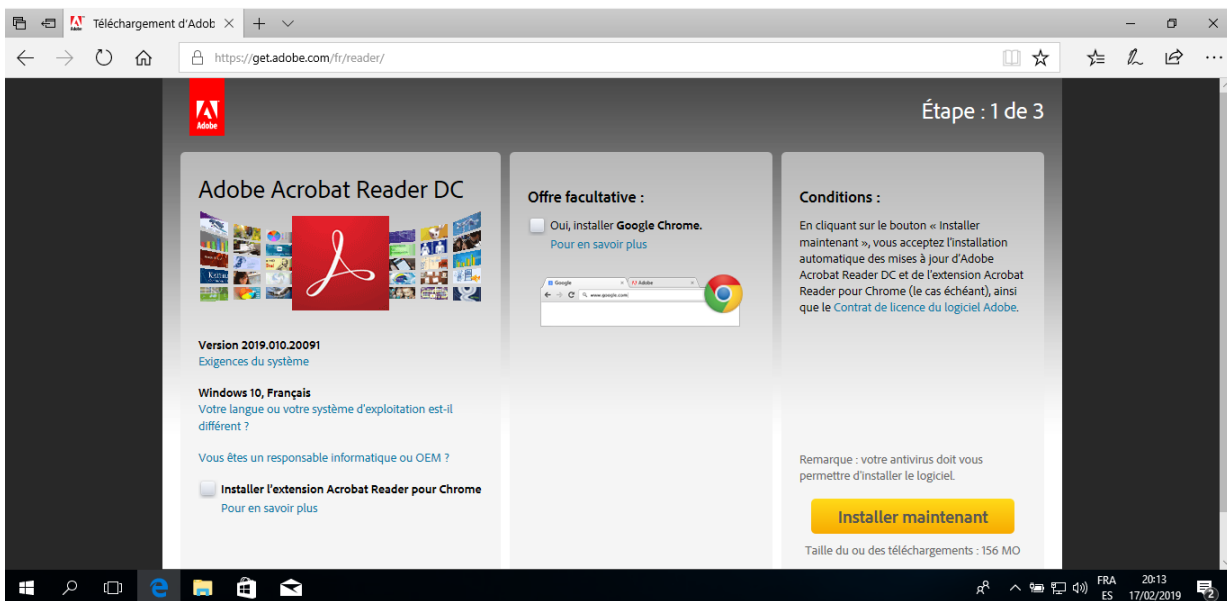 Téléchargement d'Adob
https://get.adobe.com/fr/reader/
Adobe
Étape : 1 de 3
Adobe Acrobat Reader DC
Version 2019.010.20091
Exigences du système
Windows 10, Français
Votre langue ou votre système d'exploitation est-il
différent ?
Vous êtes un responsable informatique ou OEM ?
Installer l'extension Acrobat Reader pour Chrome
Pour en savoir plus
Offre facultative :
Oui, installer Google Chrome.
Pour en savoir plus
Google
Adobe
www.google.com/
Conditions :
En cliquant sur le bouton « Installer
maintenant », vous acceptez l'installation
automatique des mises à jour d'Adobe
Acrobat Reader DC et de l'extension Acrobat
Reader pour Chrome (le cas échéant), ainsi
que le Contrat de licence du logiciel Adobe.
Remarque : votre antivirus doit vous
permettre d'installer le logiciel.
Installer maintenant
Taille du ou des téléchargements : 156 MO
FRA
ES
20:13
17/02/2019
2